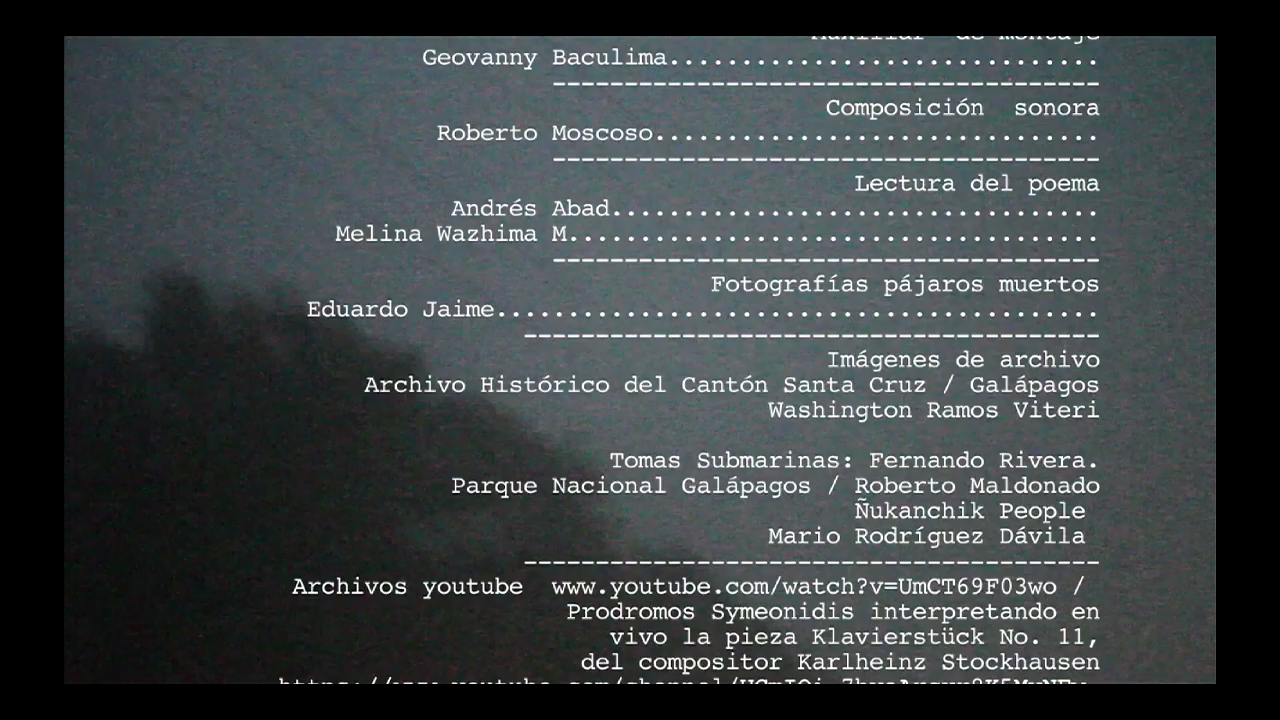 Auxiliar de montaje
Geovanny Baculima..............................
--------------------------------------
Composición sonora
Roberto Moscoso...............................
--------------------------------------
Lectura del poema
Andrés Abad..................................
Melina Wazhima M.....................................
--------------------------------------
Fotografías pájaros muertos
Eduardo Jaime..........................................
----------------------------------------
Imágenes de archivo
Archivo Histórico del Cantón Santa Cruz / Galápagos
Washington Ramos Viteri
Tomas Submarinas: Fernando Rivera.
Parque Nacional Galápagos / Roberto Maldonado
Ñukanchik People
Mario Rodríguez Dávila
----------------------------------------
Archivos youtube www.youtube.com/watch?v=UmCT69F03wo /
Prodromos Symeonidis interpretando en
vivo la pieza Klavierstück No. 11,
del compositor Karlheinz Stockhausen